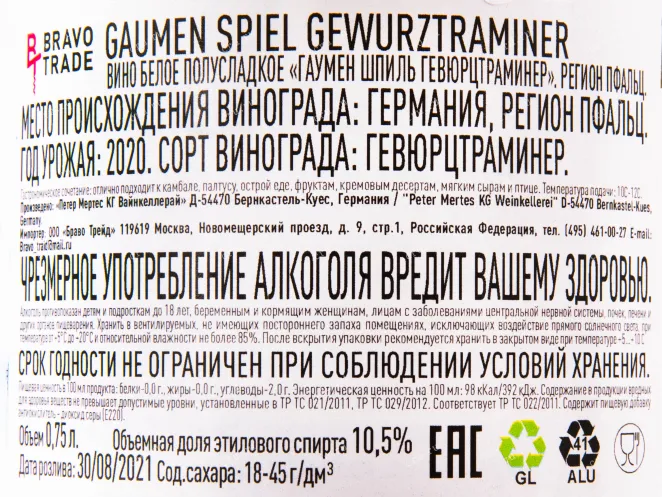 BRAVO TRADE
GAUMEN SPIEL GEWURZTRAMINER
ВИНО БЕЛОЕ ПОЛУСЛАДКОЕ «ГАУМЕН ШПИЛЬ ГЕВЮРЦТРАМИНЕР». РЕГИОН ПФАЛЬЦ.
МЕСТО ПРОИСХОЖДЕНИЯ ВИНОГРАДА: ГЕРМАНИЯ, РЕГИОН ПФАЛЬЦ.
ГОД УРОЖАЯ: 2020. СОРТ ВИНОГРАДА: ГЕВЮРЦТРАМИНЕР.
Гастрономическое сочетание: отлично подходит к камбале, палтусу, острой еде, фруктам, кремовым десертам, мягким сырам и птице. Температура подачи: 10С-12С.
Произведено: «Петер Мертес КГ Вайнкеллерай» Д-54470 Бернкастель-Куес, Германия / "Peter Mertes KG Weinkellerei" D-54470 Bernkastel-Kues,
Germany
Импортер: ООО «Браво Трейд» 119619 Москва, Новомещерский проезд, д. 9, стр.1, Российская Федерация, тел. (495) 461-00-27 E-mail:
Bravo_trad@mail.ru
ЧРЕЗМЕРНОЕ УПОТРЕБЛЕНИЕ АЛКОГОЛЯ ВРЕДИТ ВАШЕМУ ЗДОРОВЬЮ.
Алкоголь противопоказан детям и подросткам до 18 лет, беременным и кормящим женщинам, лицам с заболеваниями центральной нервной системы, почек, печени и
других органов пищеварения. Хранить в вентилируемых, не имеющих постороннего запаха помещениях, исключающих воздействие прямого солнечного света, при
температуре от +5°С до +20°С и относительной влажности не более 85%. После вскрытия упаковки рекомендуется хранить в закрытом виде при температуре
СРОК ГОДНОСТИ НЕ ОГРАНИЧЕН ПРИ СОБЛЮДЕНИИ УСЛОВИЙ ХРАНЕНИЯ.
Пищевая ценность в 100 мл продукта: белки-0,0 г., жиры-0,0 г., углеводы-2,0 г. Энергетическая ценность на 100 мл: 98 кКал/392 кДж. Содержание в продукции вредных
для здоровья веществ не превышает допустимые уровни, установленные в ТР ТС 021/2011, ТР ТС 029/2012. Соответствует ТР ТС 022/2011. Содержит пищевую добавку
антиокислитель - диоксид серы (Е220).
Объем 0,75 л. Объемная доля этилового спирта 10,5%
Дата розлива: 30/08/2021 Сод.сахара: 18-45 г/дм³
EAC
GL
41
ALU